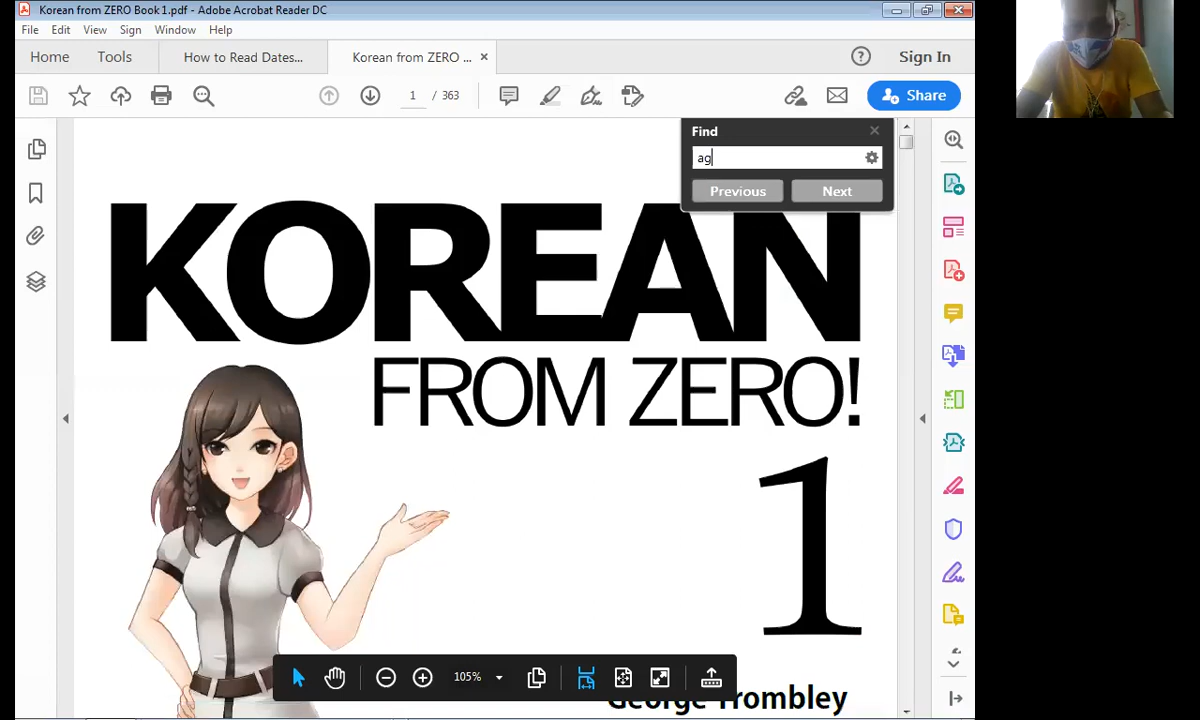 Korean from ZERO Book 1.pdf - Adobe Acrobat Reader DC
File Edit View Sign Window Help
Home Tools How to Read Dates... Korean from ZERO ... Sign In
1 / 363 Share
Find
ag
Previous Next
KOREAN
FROM ZERO!
1
105%
George Trombley